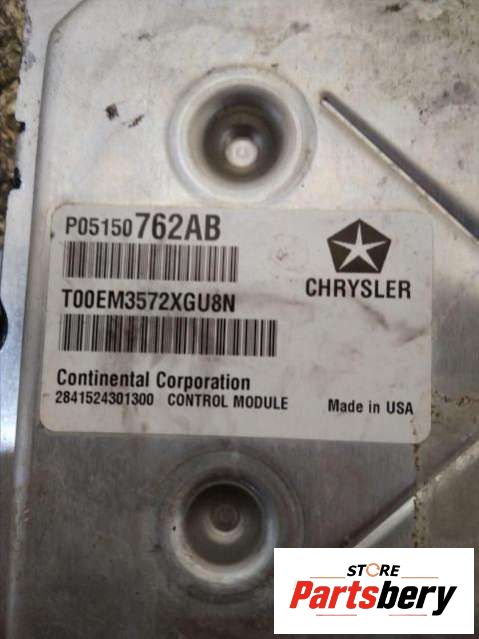 P05150762AB
CHRYSLER
T00EM3572XGU8N
Continental Corporation
2841524301300 CONTROL MODULE Made in USA
STORE
Partsbery